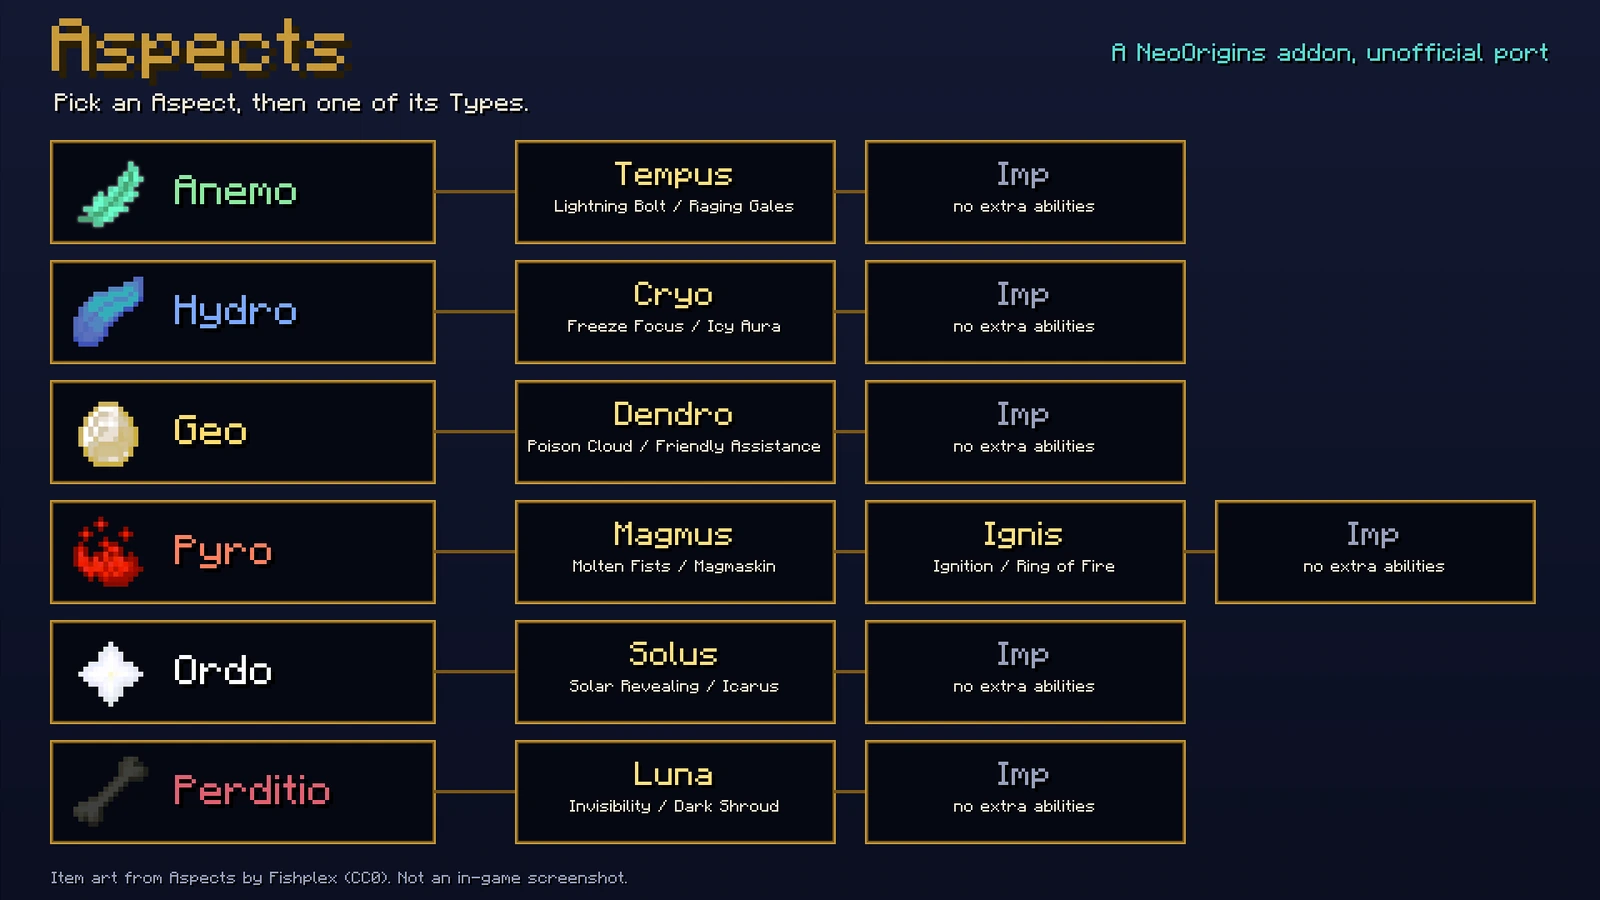 Aspects
A NeoOrigins addon, unofficial port
Pick an Aspect, then one of its Types.
Anemo
Tempus
Lightning Bolt / Raging Gales
Imp
no extra abilities
Hydro
Cryo
Freeze Focus / Icy Aura
Imp
no extra abilities
Geo
Dendro
Poison Cloud / Friendly Assistance
Imp
no extra abilities
Pyro
Magmus
Molten Fists / Magmaskin
Ignis
Ignition / Ring of Fire
Imp
no extra abilities
Ordo
Solus
Solar Revealing / Icarus
Imp
no extra abilities
Perditio
Luna
Invisibility / Dark Shroud
Imp
no extra abilities
Item art from Aspects by Fishplex (CC0). Not an in-game screenshot.